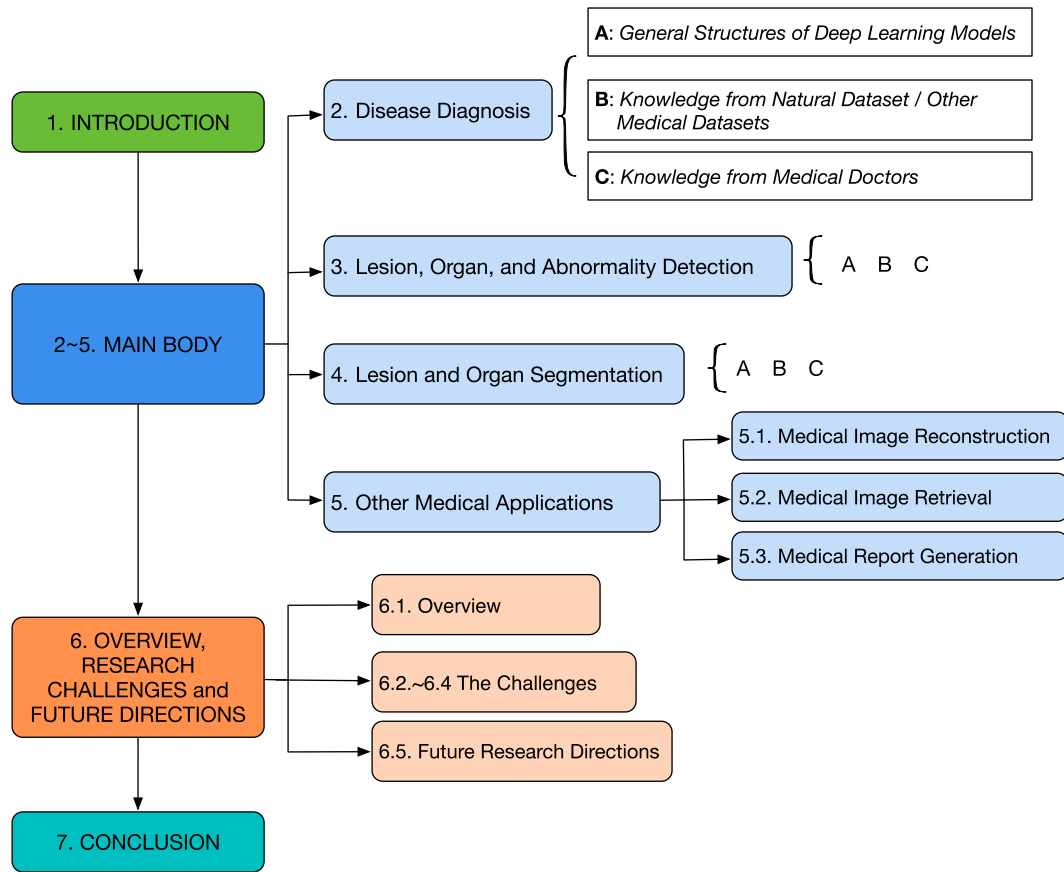 1. INTRODUCTION
2. Disease Diagnosis
A: General Structures of Deep Learning Models
B: Knowledge from Natural Dataset / Other
Medical Datasets
C: Knowledge from Medical Doctors
2~5. MAIN BODY
3. Lesion, Organ, and Abnormality Detection
A B C
4. Lesion and Organ Segmentation
A B C
5. Other Medical Applications
5.1. Medical Image Reconstruction
5.2. Medical Image Retrieval
5.3. Medical Report Generation
6. OVERVIEW,
RESEARCH
CHALLENGES and
FUTURE DIRECTIONS
6.1. Overview
6.2.~6.4 The Challenges
6.5. Future Research Directions
7. CONCLUSION